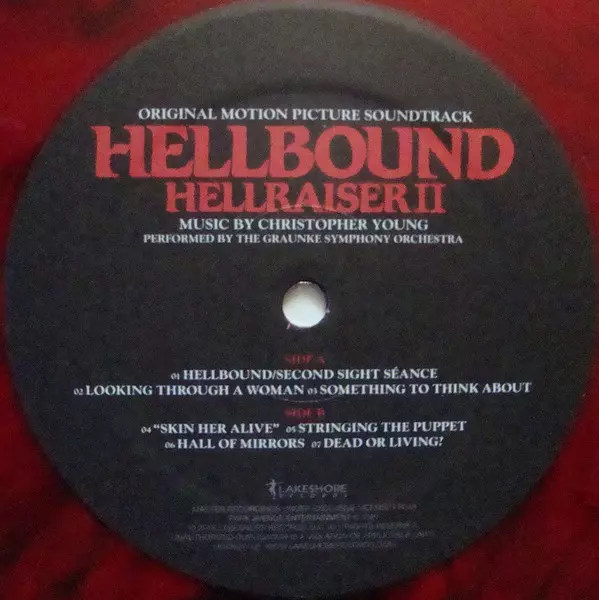 ORIGINAL MOTION PICTURE SOUNDTRACK
HELLBOUND
HELLRAISER II
MUSIC BY CHRISTOPHER YOUNG
PERFORMED BY THE GRAUNKE SYMPHONY ORCHESTRA
SIDE A
01 HELLBOUND/SECOND SIGHT SÉANCE
02 LOOKING THROUGH A WOMAN 03 SOMETHING TO THINK ABOUT
SIDE B
04 "SKIN HER ALIVE" 05 STRINGING THE PUPPET
06 HALL OF MIRRORS 07 DEAD OR LIVING?
LAKESHORE
RECORDS